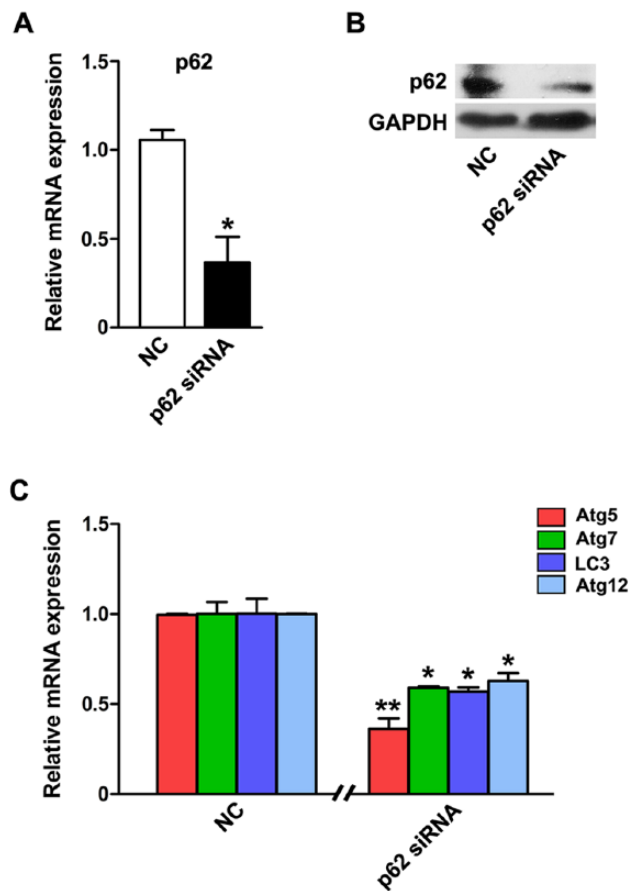 A
p62
Relative mRNA expression
1.5
1.0
0.5
0
*
NC
p62 siRNA
B
p62
GAPDH
NC
p62 siRNA
C
Relative mRNA expression
1.5
1.0
0.5
0
**
*
*
*
NC
p62 siRNA
Atg5
Atg7
LC3
Atg12